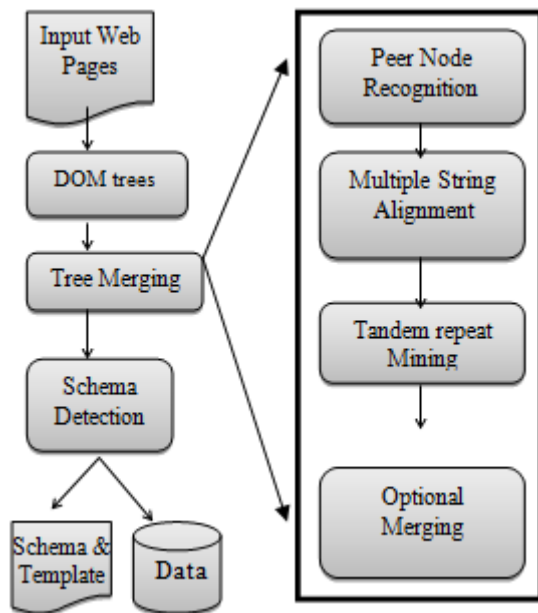 Input Web
Pages
DOM trees
Tree Merging
Schema
Detection
Schema &
Template
Data
Peer Node
Recognition
Multiple String
Alignment
Tandem repeat
Mining
Optional
Merging